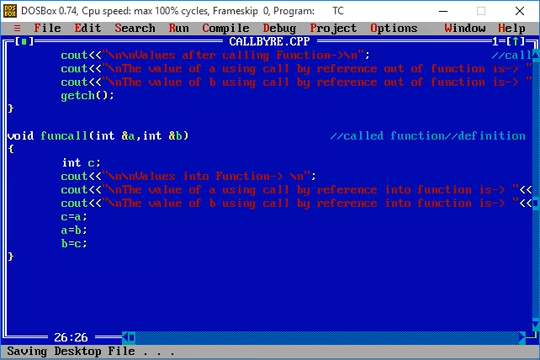 DOSBox 0.74, Cpu speed: max 100% cycles, Frameskip 0, Program: TC
≡ File Edit Search Run Compile Debug Project Options Window Help
[■] CALLBYRE.CPP 1=[↑]
cout<<"\n\nValues after calling Function->\n"; //call
cout<<"\nThe value of a using call by reference out of function is-> "
cout<<"\nThe value of b using call by reference out of function is-> "
getch();
}
void funcall(int &a,int &b) //called function//definition
{
int c;
cout<<"\n\nValues into Function-> \n";
cout<<"\nThe value of a using call by reference into function is-> "<<
cout<<"\nThe value of b using call by reference into function is-> "<<
c=a;
a=b;
b=c;
}
26:26
Saving Desktop File . . .